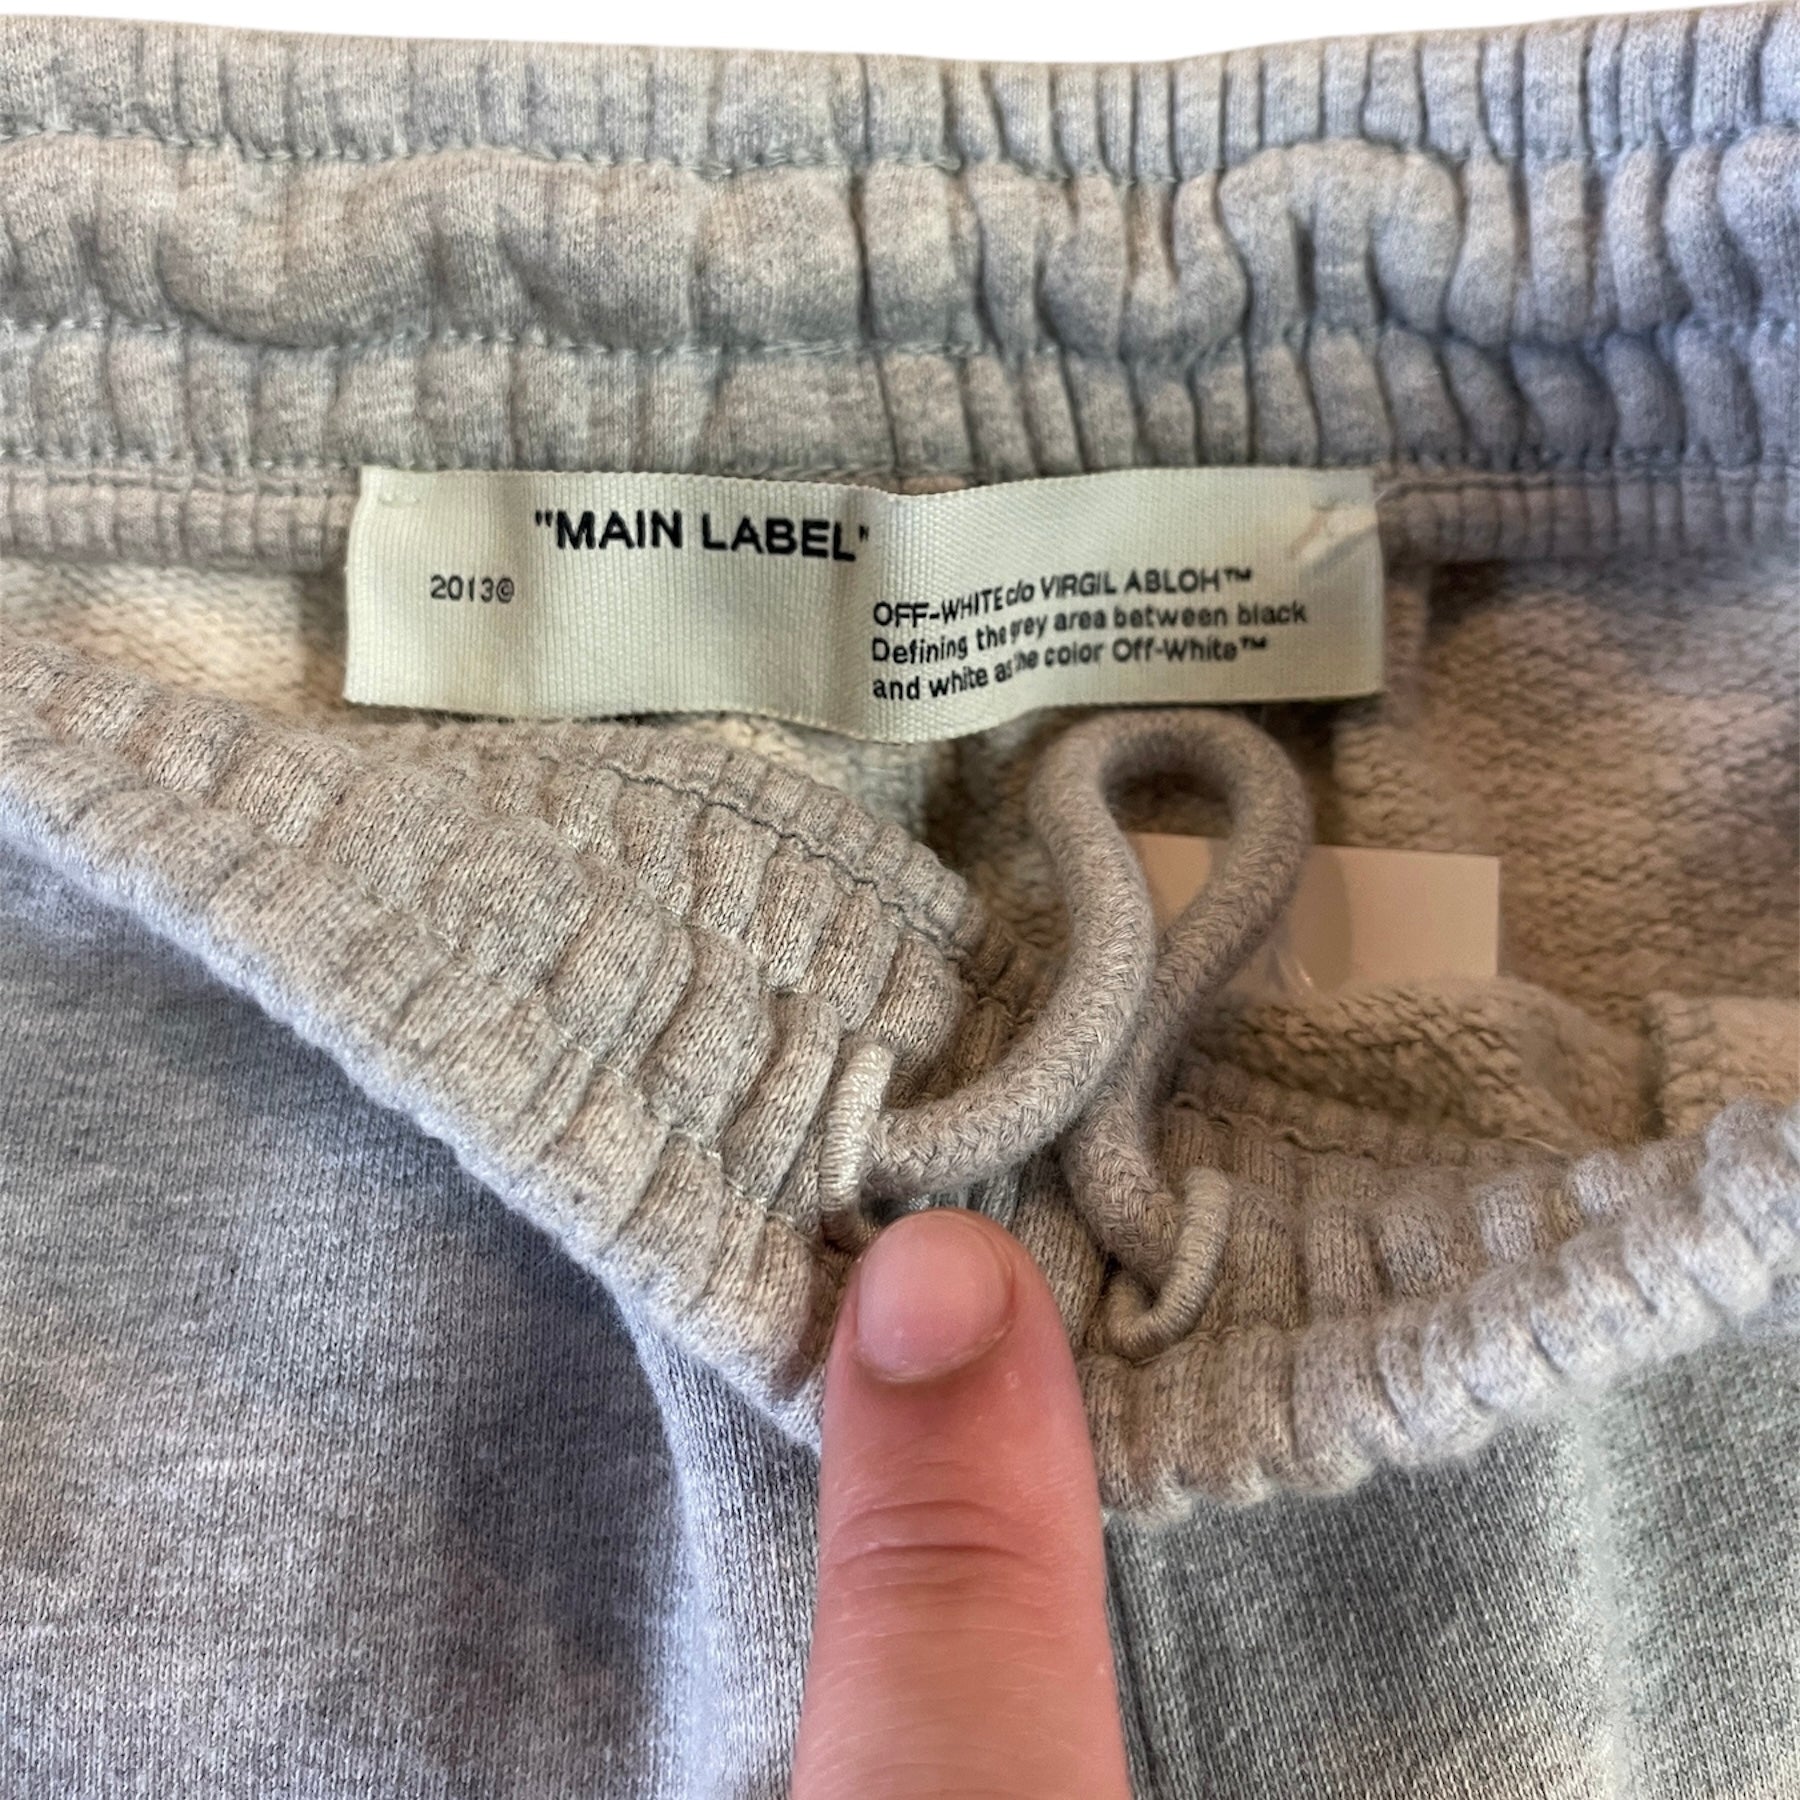 "MAIN LABEL"
2013©
OFF-WHITE c/o VIRGIL ABLOH™
Defining the grey area between black
and white as the color Off-White™